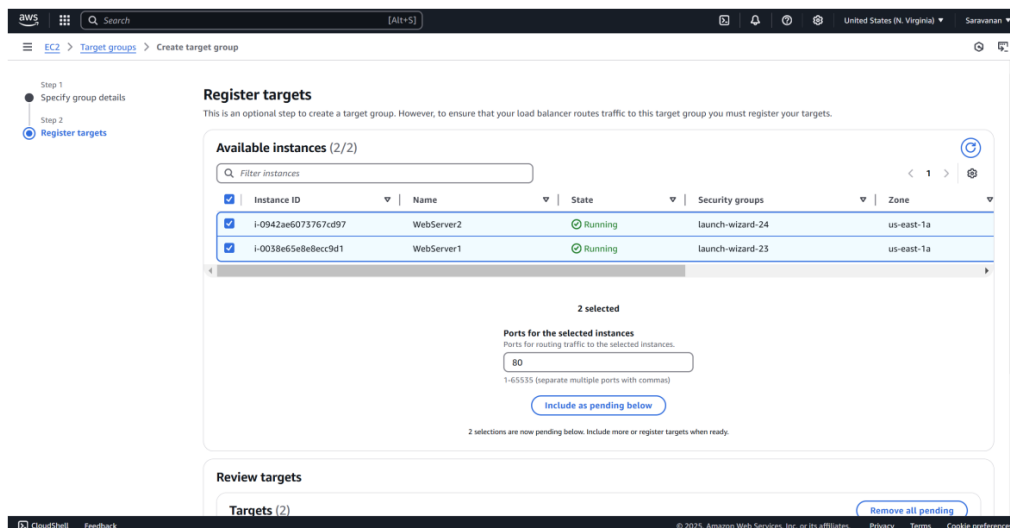 aws Search [Alt+S] United States (N. Virginia) Saravanan
EC2 > Target groups > Create target group
Step 1
Specify group details
Step 2
Register targets
Register targets
This is an optional step to create a target group. However, to ensure that your load balancer routes traffic to this target group you must register your targets.
Available instances (2/2)
Filter instances
1
Instance ID Name State Security groups Zone
i-0942ae6073767cd97 WebServer2 Running launch-wizard-24 us-east-1a
i-0038e65e8e8ecc9d1 WebServer1 Running launch-wizard-23 us-east-1a
2 selected
Ports for the selected instances
Ports for routing traffic to the selected instances.
80
1-65535 (separate multiple ports with commas)
Include as pending below
2 selections are now pending below. Include more or register targets when ready.
Review targets
Targets (2) Remove all pending
CloudShell Feedback © 2025, Amazon Web Services, Inc. or its affiliates. Privacy Terms Cookie preferences